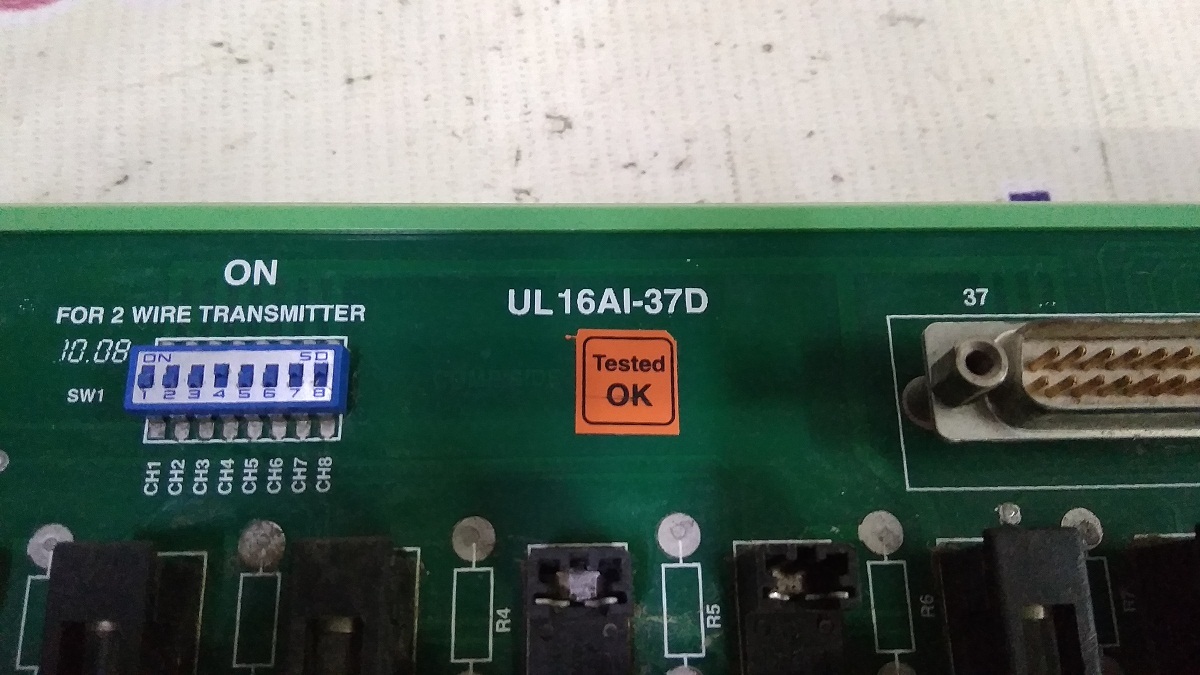 ON
FOR 2 WIRE TRANSMITTER
10.08
SW1
ON
SD
1 2 3 4 5 6 7 8
CH1
CH2
CH3
CH4
CH5
CH6
CH7
CH8
UL16AI-37D
Tested
OK
37
R4
R5
R6
R7